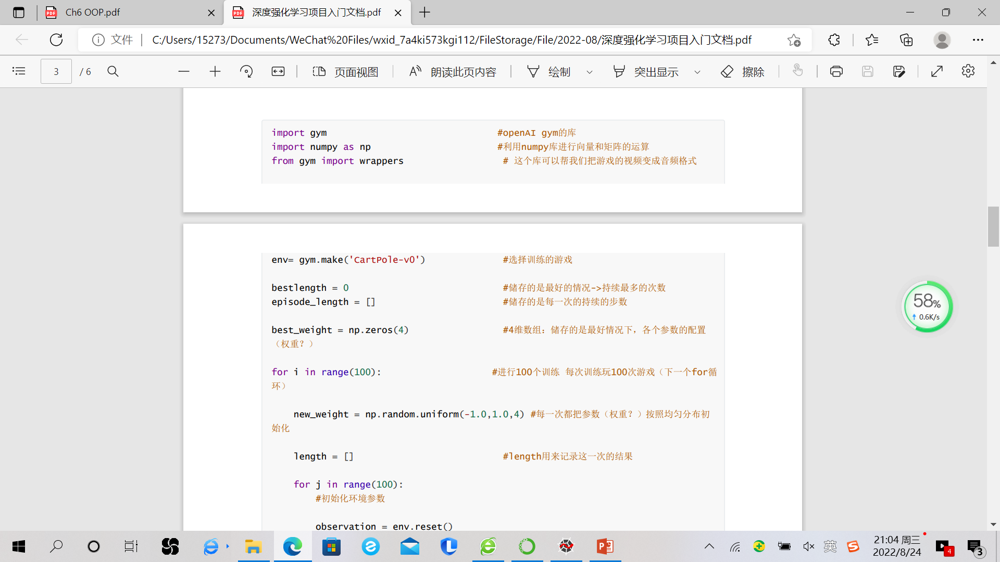 Ch6 OOP.pdf
深度强化学习项目入门文档.pdf
文件 C:/Users/15273/Documents/WeChat%20Files/wxid_7a4ki573kgi112/FileStorage/File/2022-08/深度强化学习项目入门文档.pdf
3 / 6 页面视图 朗读此页内容 绘制 突出显示 擦除
import gym #openAI gym的库
import numpy as np #利用numpy库进行向量和矩阵的运算
from gym import wrappers # 这个库可以帮我们把游戏的视频变成音频格式
env= gym.make('CartPole-v0') #选择训练的游戏
bestlength = 0 #储存的是最好的情况->持续最多的次数
episode_length = [] #储存的是每一次的持续的步数
best_weight = np.zeros(4) #4维数组：储存的是最好情况下，各个参数的配置
（权重？）
for i in range(100): #进行100个训练 每次训练玩100次游戏（下一个for循
环）
new_weight = np.random.uniform(-1.0,1.0,4) #每一次都把参数（权重？）按照均匀分布初
始化
length = [] #length用来记录这一次的结果
for j in range(100):
#初始化环境参数
observation = env.reset()
58%
0.6K/s
英
21:04 周三
2022/8/24
4
3